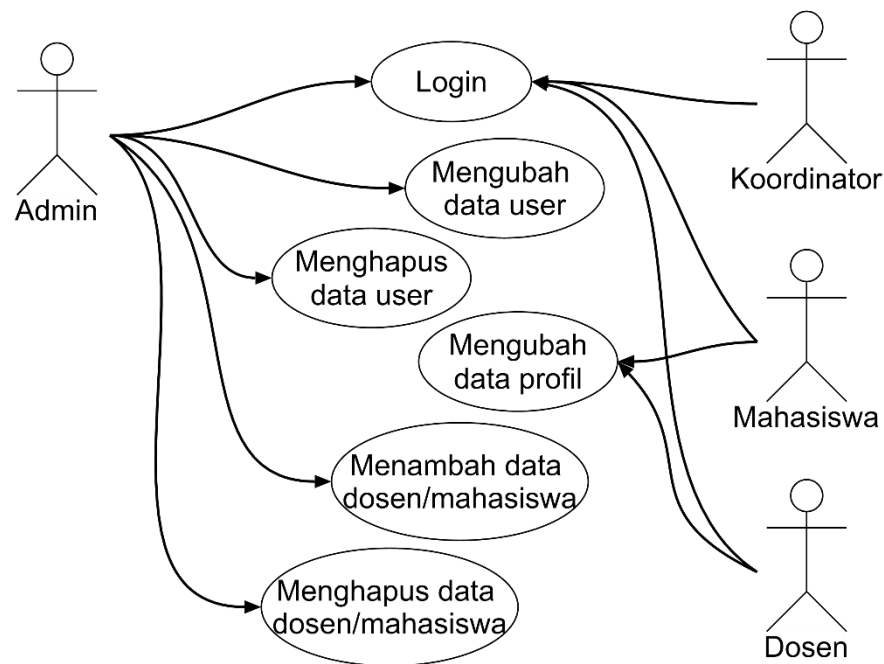 Login
Koordinator
Mengubah
data user
Admin
Menghapus
data user
Mengubah
data profil
Mahasiswa
Menambah data
dosen/mahasiswa
Menghapus data
dosen/mahasiswa
Dosen